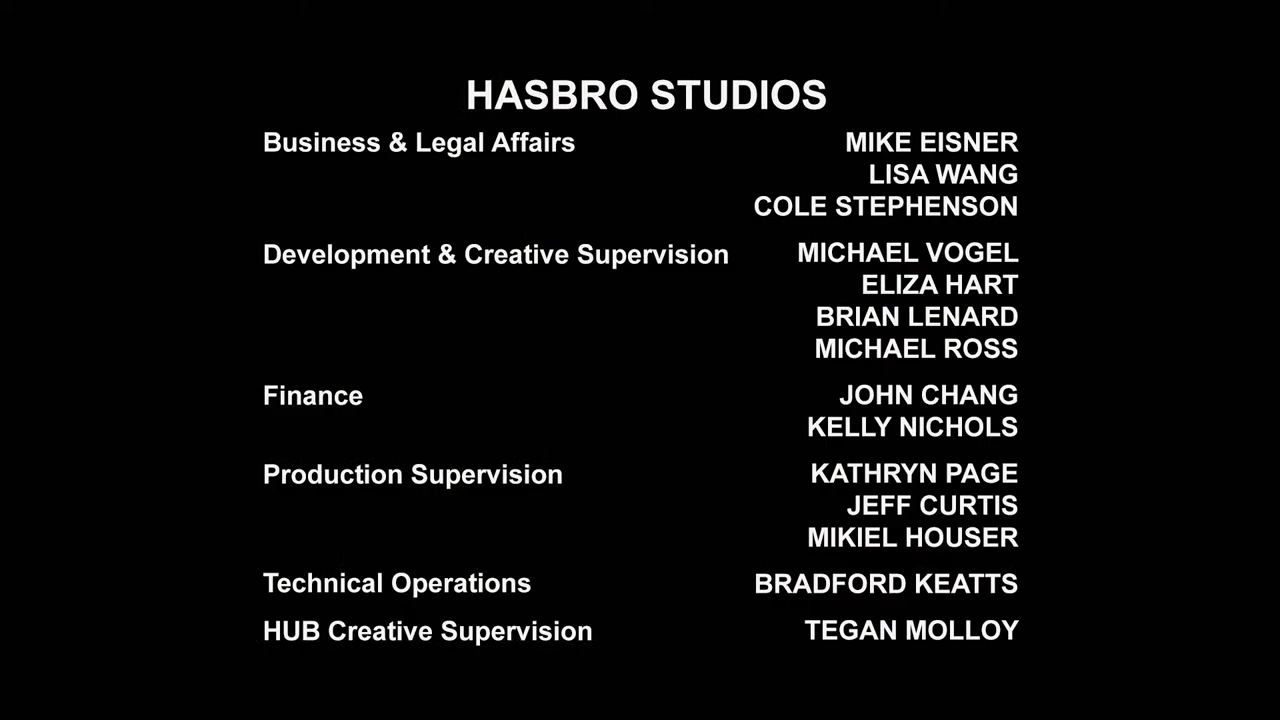 HASBRO STUDIOS
Business & Legal Affairs MIKE EISNER
LISA WANG
COLE STEPHENSON
Development & Creative Supervision MICHAEL VOGEL
ELIZA HART
BRIAN LENARD
MICHAEL ROSS
Finance JOHN CHANG
KELLY NICHOLS
Production Supervision KATHRYN PAGE
JEFF CURTIS
MIKIEL HOUSER
Technical Operations BRADFORD KEATTS
HUB Creative Supervision TEGAN MOLLOY